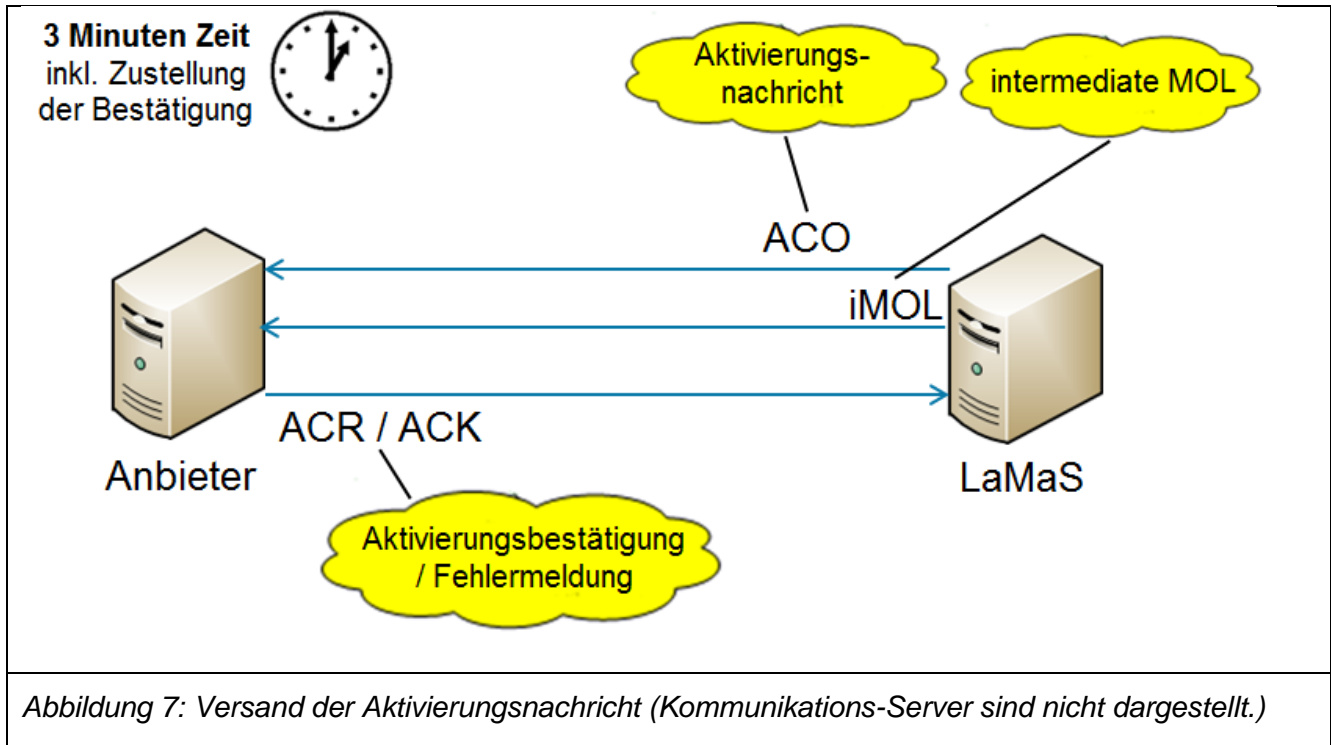 3 Minuten Zeit
inkl. Zustellung
der Bestätigung
Aktivierungs-
nachricht
intermediate MOL
ACO
iMOL
ACR / ACK
Anbieter
LaMaS
Aktivierungsbestätigung
/ Fehlermeldung
Abbildung 7: Versand der Aktivierungsnachricht (Kommunikations-Server sind nicht dargestellt.)